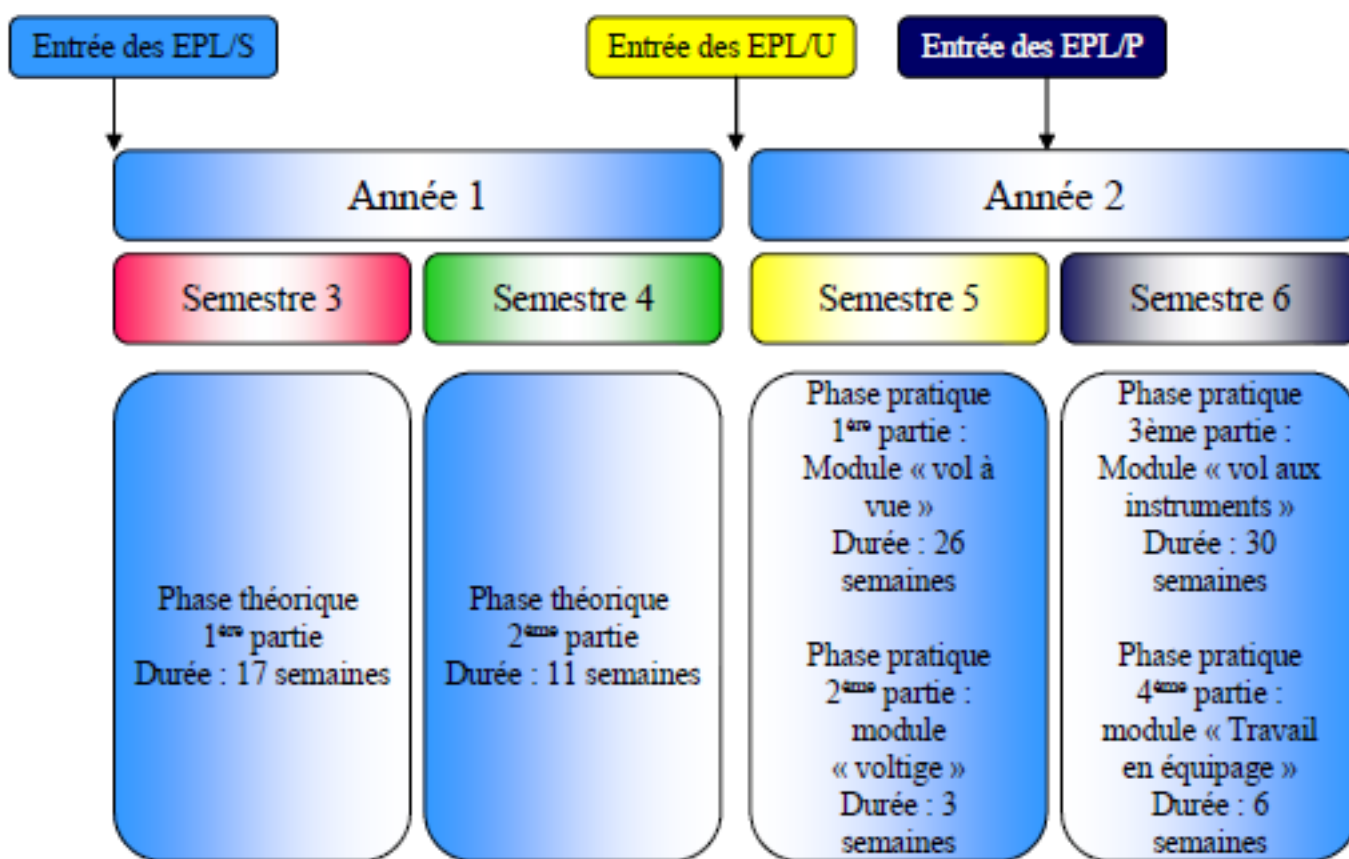 Entrée des EPL/S
Entrée des EPL/U
Entrée des EPL/P
Année 1
Année 2
Semestre 3
Semestre 4
Semestre 5
Semestre 6
Phase théorique
1ère partie
Durée : 17 semaines
Phase théorique
2ème partie
Durée : 11 semaines
Phase pratique
1ère partie :
Module « vol à
vue »
Durée : 26
semaines
Phase pratique
2ème partie :
module
« voltige »
Durée : 3
semaines
Phase pratique
3ème partie :
Module « vol aux
instruments »
Durée : 30
semaines
Phase pratique
4ème partie :
module « Travail
en équipage »
Durée : 6
semaines